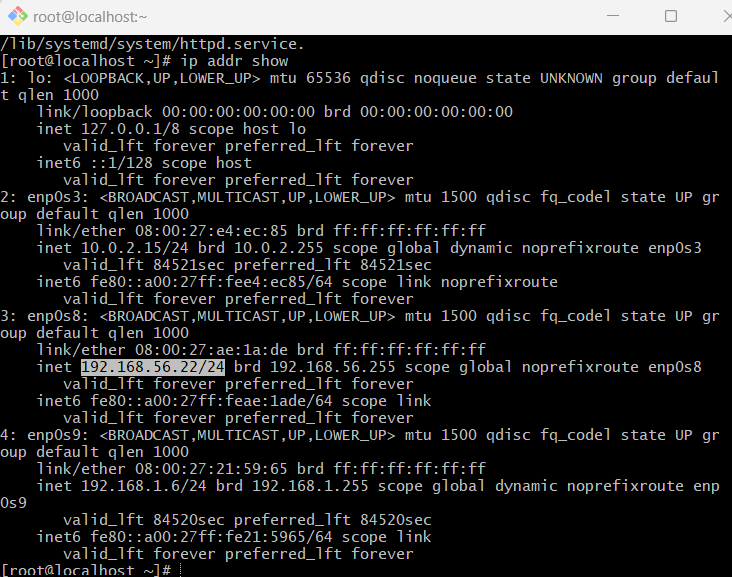 root@localhost:~
/lib/systemd/system/httpd.service.
[root@localhost ~]# ip addr show
1: lo: <LOOPBACK,UP,LOWER_UP> mtu 65536 qdisc noqueue state UNKNOWN group defaul
t qlen 1000
    link/loopback 00:00:00:00:00:00 brd 00:00:00:00:00:00
    inet 127.0.0.1/8 scope host lo
       valid_lft forever preferred_lft forever
    inet6 ::1/128 scope host
       valid_lft forever preferred_lft forever
2: enp0s3: <BROADCAST,MULTICAST,UP,LOWER_UP> mtu 1500 qdisc fq_codel state UP gr
oup default qlen 1000
    link/ether 08:00:27:e4:ec:85 brd ff:ff:ff:ff:ff:ff
    inet 10.0.2.15/24 brd 10.0.2.255 scope global dynamic noprefixroute enp0s3
       valid_lft 84521sec preferred_lft 84521sec
    inet6 fe80::a00:27ff:fee4:ec85/64 scope link noprefixroute
       valid_lft forever preferred_lft forever
3: enp0s8: <BROADCAST,MULTICAST,UP,LOWER_UP> mtu 1500 qdisc fq_codel state UP gr
oup default qlen 1000
    link/ether 08:00:27:ae:1a:de brd ff:ff:ff:ff:ff:ff
    inet 192.168.56.22/24 brd 192.168.56.255 scope global noprefixroute enp0s8
       valid_lft forever preferred_lft forever
    inet6 fe80::a00:27ff:feae:1ade/64 scope link
       valid_lft forever preferred_lft forever
4: enp0s9: <BROADCAST,MULTICAST,UP,LOWER_UP> mtu 1500 qdisc fq_codel state UP gr
oup default qlen 1000
    link/ether 08:00:27:21:59:65 brd ff:ff:ff:ff:ff:ff
    inet 192.168.1.6/24 brd 192.168.1.255 scope global dynamic noprefixroute enp
0s9
       valid_lft 84520sec preferred_lft 84520sec
    inet6 fe80::a00:27ff:fe21:5965/64 scope link
       valid_lft forever preferred_lft forever
[root@localhost ~]#